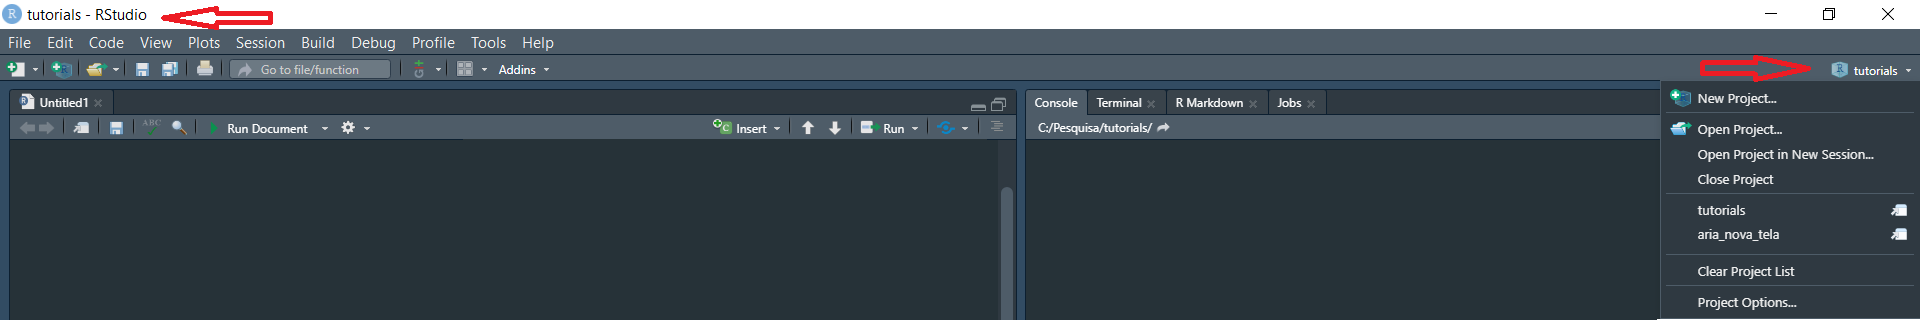 R tutorials - RStudio
File Edit Code View Plots Session Build Debug Profile Tools Help
Go to file/function Addins R tutorials
Untitled1
Console Terminal R Markdown Jobs
ABC Run Document Insert Run
C:/Pesquisa/tutorials/
New Project...
Open Project...
Open Project in New Session...
Close Project
tutorials
aria_nova_tela
Clear Project List
Project Options...